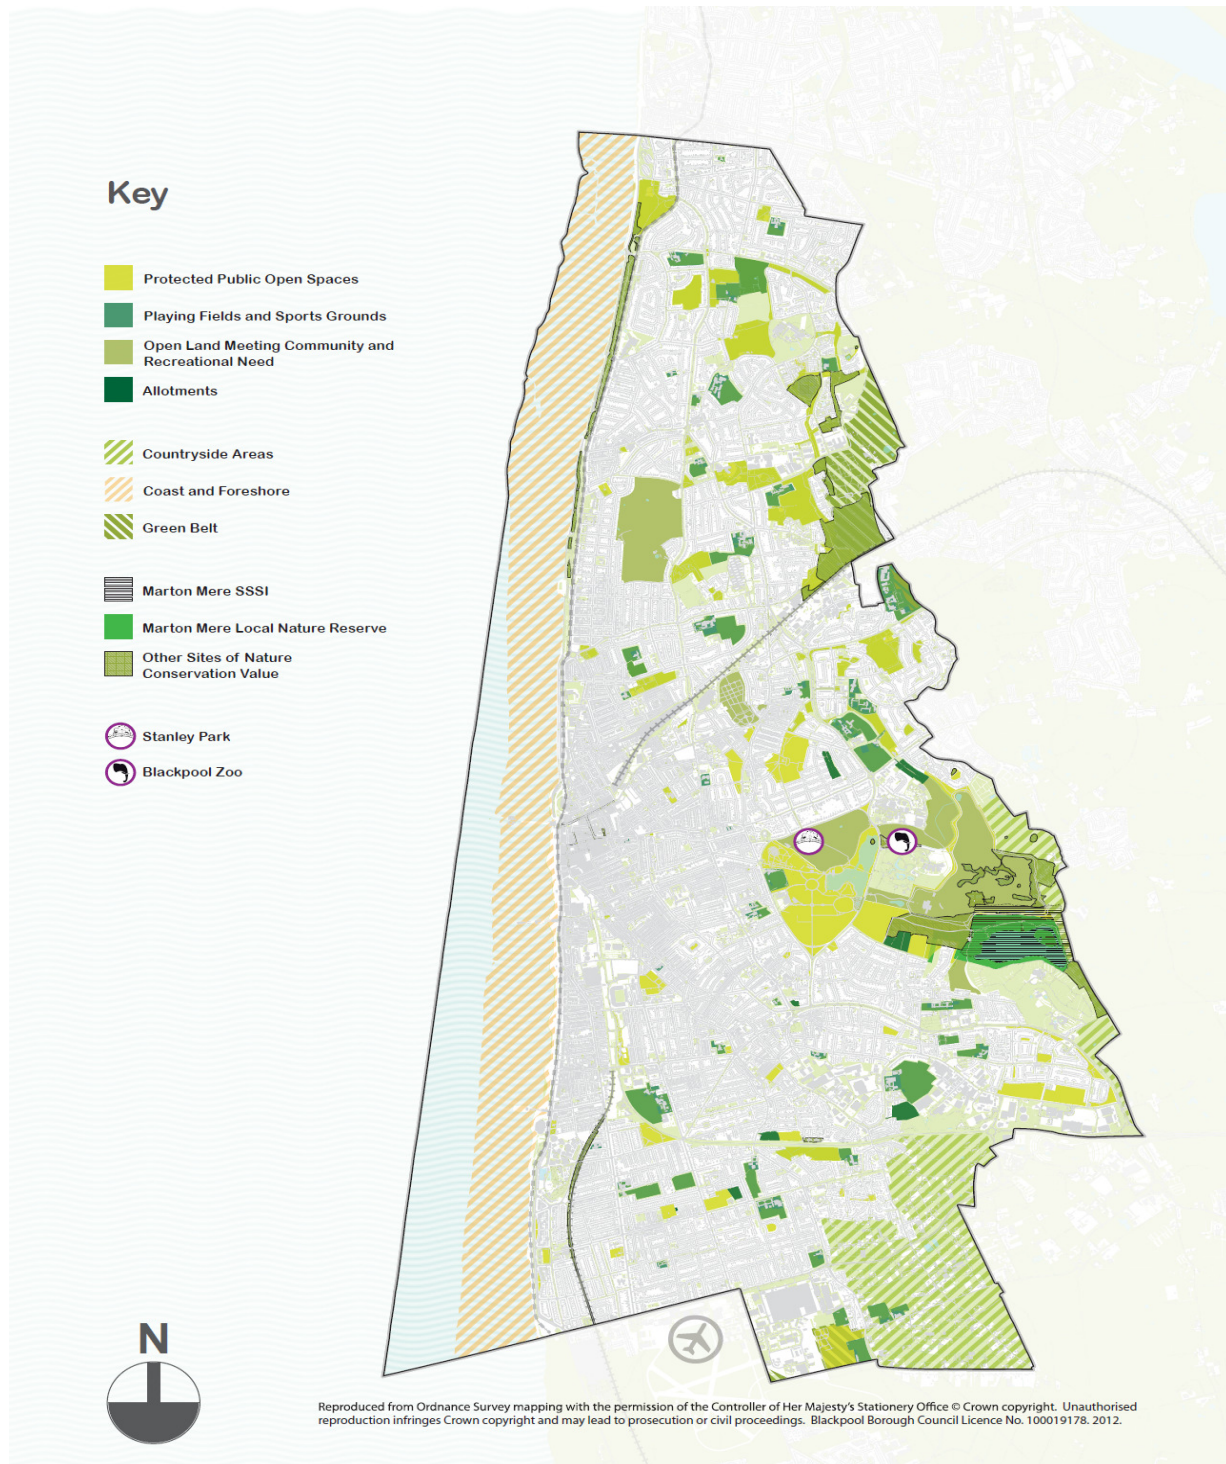 Key
Protected Public Open Spaces
Playing Fields and Sports Grounds
Open Land Meeting Community and
Recreational Need
Allotments
Countryside Areas
Coast and Foreshore
Green Belt
Marton Mere SSSI
Marton Mere Local Nature Reserve
Other Sites of Nature
Conservation Value
Stanley Park
Blackpool Zoo
N
Reproduced from Ordnance Survey mapping with the permission of the Controller of Her Majesty's Stationery Office © Crown copyright. Unauthorised
reproduction infringes Crown copyright and may lead to prosecution or civil proceedings. Blackpool Borough Council Licence No. 100019178. 2012.